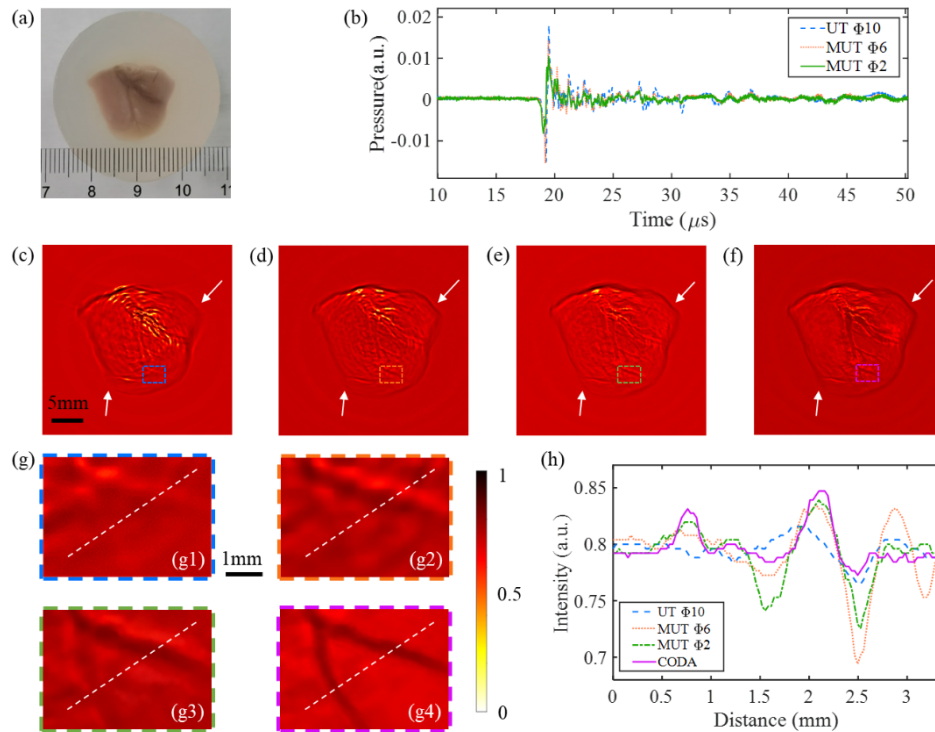 (a)
7 8 9 10 11
(b)
Pressure(a.u.)
0.02
0.01
0
-0.01
UT Φ10
MUT Φ6
MUT Φ2
10 15 20 25 30 35 40 45 50
Time (μs)
(c)
(d)
(e)
(f)
5mm
(g)
(g1)
1mm
(g2)
(g3)
(g4)
1
0.5
0
(h)
Intensity (a.u.)
0.85
0.8
0.75
0.7
UT Φ10
MUT Φ6
MUT Φ2
CODA
0 0.5 1 1.5 2 2.5 3
Distance (mm)